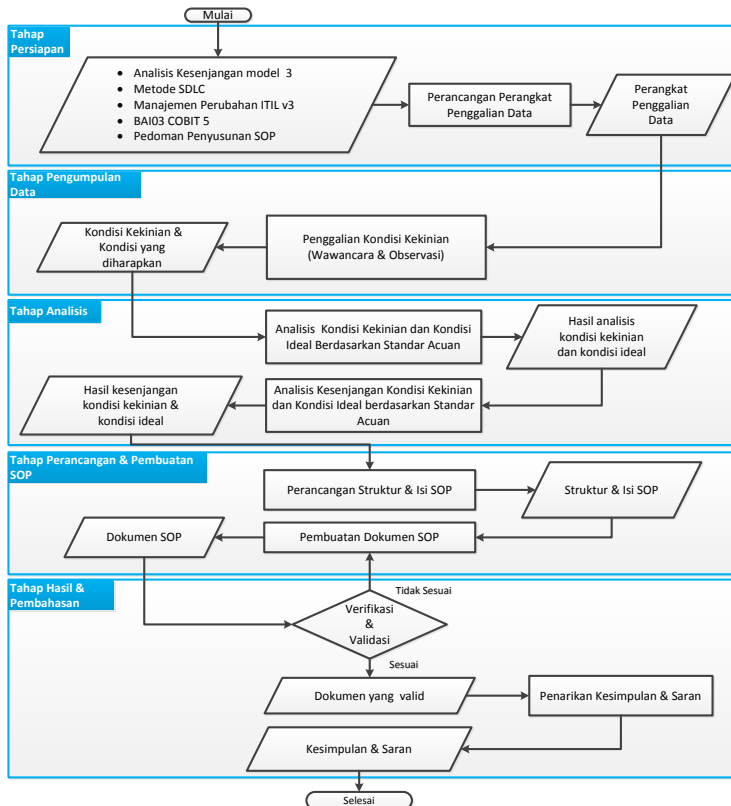 Mulai
Tahap
Persiapan
• Analisis Kesenjangan model 3
• Metode SDLC
• Manajemen Perubahan ITIL v3
• BAI03 COBIT 5
• Pedoman Penyusunan SOP
Perancangan Perangkat
Penggalian Data
Perangkat
Penggalian
Data
Tahap Pengumpulan
Data
Kondisi Kekinian &
Kondisi yang
diharapkan
Penggalian Kondisi Kekinian
(Wawancara & Observasi)
Tahap Analisis
Analisis Kondisi Kekinian dan Kondisi
Ideal Berdasarkan Standar Acuan
Hasil analisis
kondisi kekinian
dan kondisi ideal
Hasil kesenjangan
kondisi kekinian &
kondisi ideal
Analisis Kesenjangan Kondisi Kekinian
dan Kondisi Ideal berdasarkan Standar
Acuan
Tahap Perancangan & Pembuatan
SOP
Perancangan Struktur & Isi SOP
Struktur & Isi SOP
Dokumen SOP
Pembuatan Dokumen SOP
Tahap Hasil &
Pembahasan
Tidak Sesuai
Verifikasi
&
Validasi
Sesuai
Dokumen yang valid
Penarikan Kesimpulan & Saran
Kesimpulan & Saran
Selesai